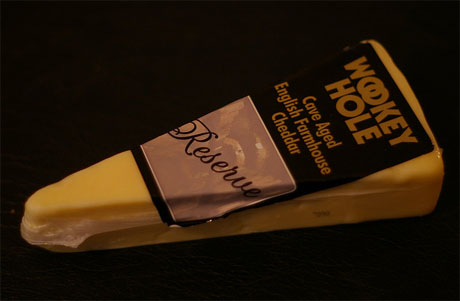 WOOKEY
HOLE
Cave Aged
English Farmhouse
Cheddar
Reserve